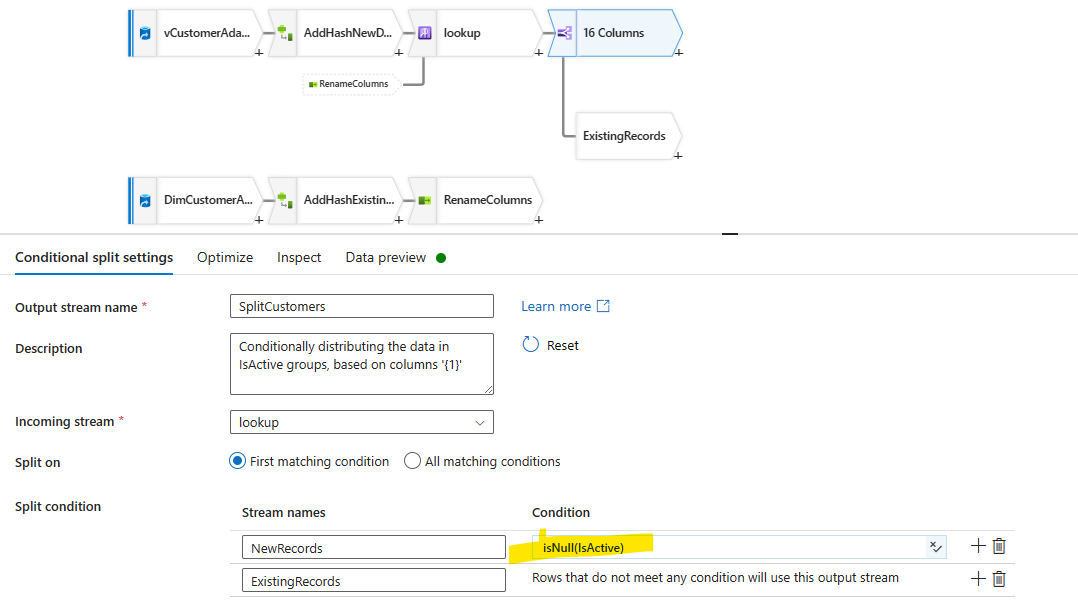 vCustomerAda...
AddHashNewD...
lookup
16 Columns
RenameColumns
ExistingRecords
DimCustomerA...
AddHashExistin...
RenameColumns
Conditional split settings
Optimize
Inspect
Data preview
Output stream name *
SplitCustomers
Learn more
Description
Conditionally distributing the data in
IsActive groups, based on columns '{1}'
Reset
Incoming stream *
lookup
Split on
First matching condition
All matching conditions
Split condition
Stream names
Condition
NewRecords
isNull(IsActive)
ExistingRecords
Rows that do not meet any condition will use this output stream